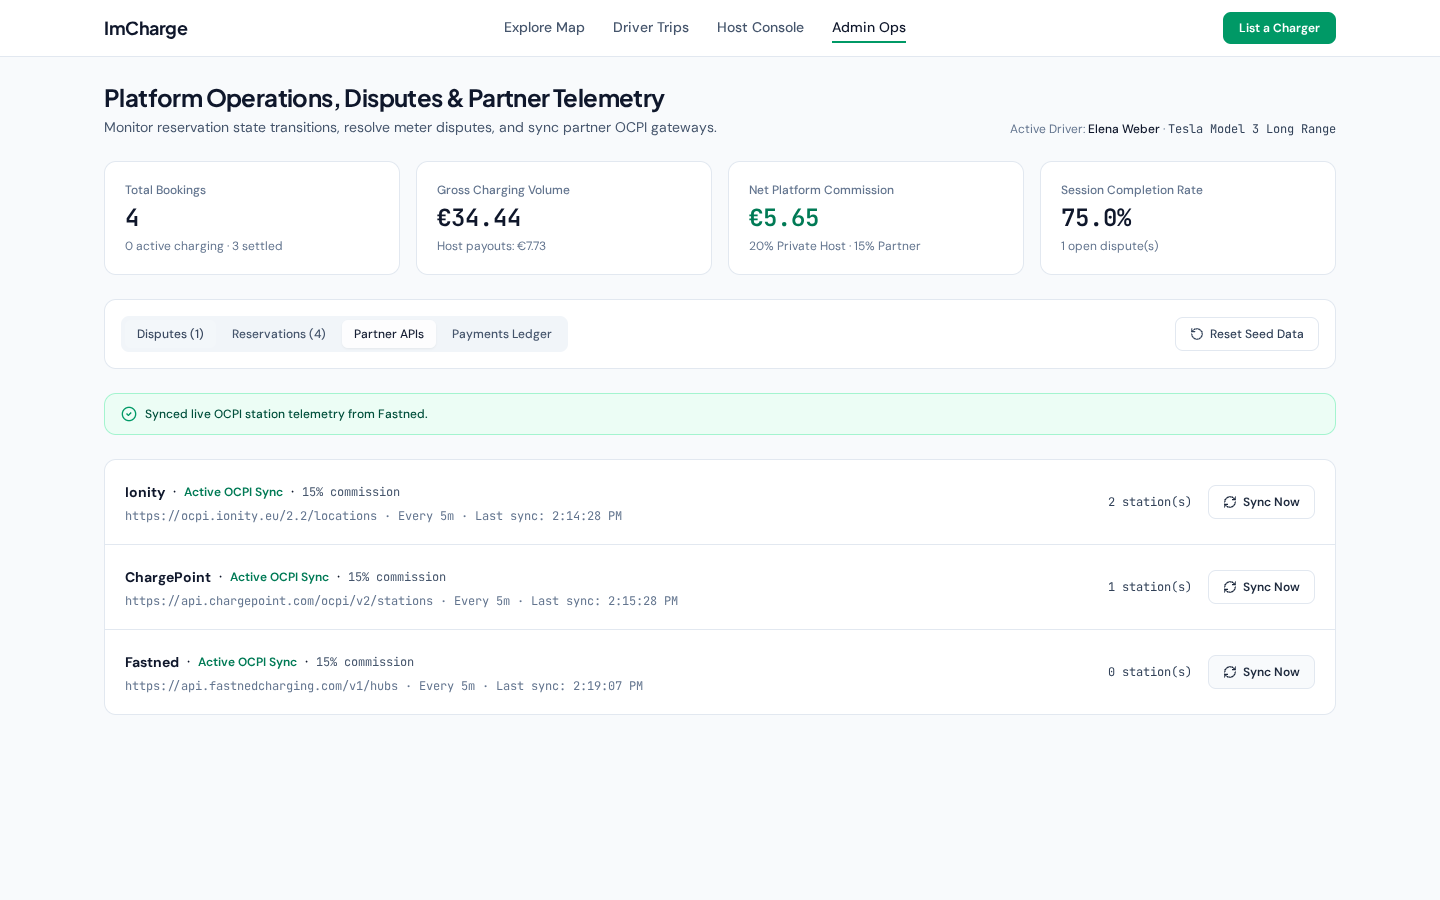 ImCharge
Explore Map
Driver Trips
Host Console
Admin Ops
List a Charger
Platform Operations, Disputes & Partner Telemetry
Monitor reservation state transitions, resolve meter disputes, and sync partner OCPI gateways.
Active Driver: Elena Weber · Tesla Model 3 Long Range
Total Bookings
4
0 active charging · 3 settled
Gross Charging Volume
€34.44
Host payouts: €7.73
Net Platform Commission
€5.65
20% Private Host · 15% Partner
Session Completion Rate
75.0%
1 open dispute(s)
Disputes (1)
Reservations (4)
Partner APIs
Payments Ledger
Reset Seed Data
Synced live OCPI station telemetry from Fastned.
Ionity · Active OCPI Sync · 15% commission
https://ocpi.ionity.eu/2.2/locations · Every 5m · Last sync: 2:14:28 PM
2 station(s)
Sync Now
ChargePoint · Active OCPI Sync · 15% commission
https://api.chargepoint.com/ocpi/v2/stations · Every 5m · Last sync: 2:15:28 PM
1 station(s)
Sync Now
Fastned · Active OCPI Sync · 15% commission
https://api.fastnedcharging.com/v1/hubs · Every 5m · Last sync: 2:19:07 PM
0 station(s)
Sync Now